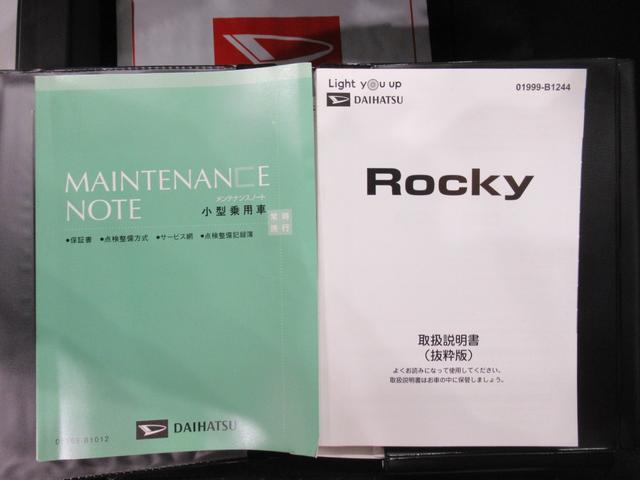 MAINTENANCE
NOTE
メンテナンスノート
小型乗用車
常時
携行
●保証書 ●点検整備方式 ●サービス網 ●点検整備記録簿
DAIHATSU
Light you up
DAIHATSU
01999-B1244
Rocky
取扱説明書
（抜粋版）
よくお読みになって使用してください。
取扱説明書はお車の中に保管しましょう。